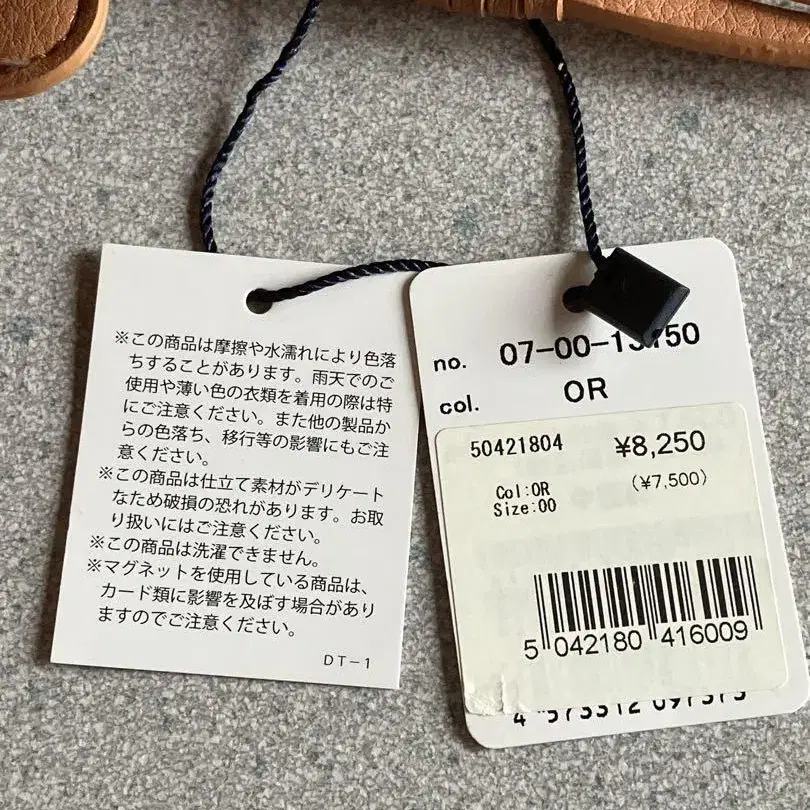 ※この商品は摩擦や水濡れにより色落
ちすることがあります。雨天でのご
使用や薄い色の衣類を着用の際は特
にご注意ください。また他の製品か
らの色落ち、移行等の影響にもご注
意ください。
※この商品は仕立て素材がデリケート
なため破損の恐れがあります。お取
り扱いにはご注意ください。
※この商品は洗濯できません。
※マグネットを使用している商品は、
カード類に影響を及ぼす場合があり
ますのでご注意ください。
DT-1
no.
col. OR
50421804 ¥8,250
(¥7,500)
Col:OR
Size:00
5 042180 416009